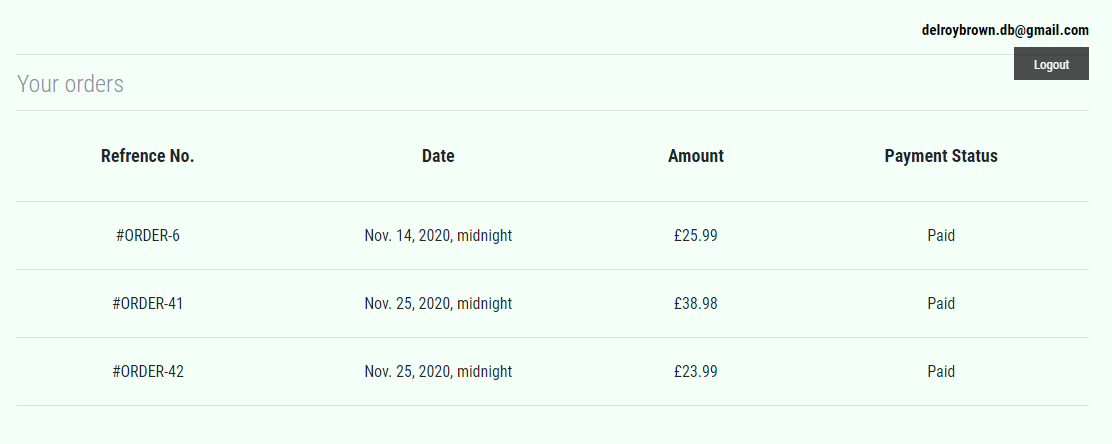 delroybrown.db@gmail.com
Logout
Your orders
Refrence No. Date Amount Payment Status
#ORDER-6 Nov. 14, 2020, midnight £25.99 Paid
#ORDER-41 Nov. 25, 2020, midnight £38.98 Paid
#ORDER-42 Nov. 25, 2020, midnight £23.99 Paid